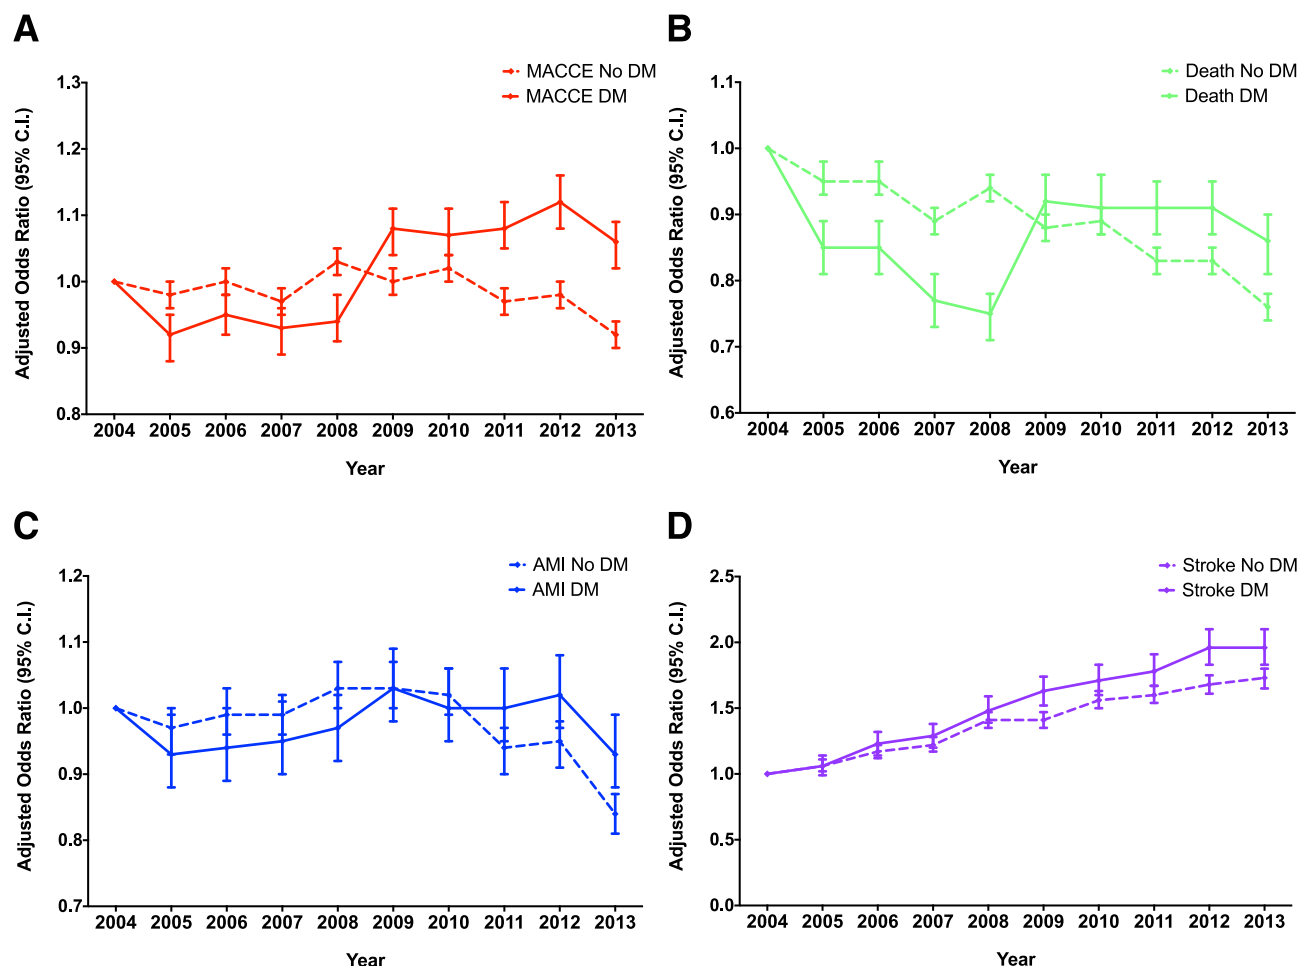 A
MACCE No DM
MACCE DM
Adjusted Odds Ratio (95% C.I.)
1.3
1.2
1.1
1.0
0.9
0.8
2004 2005 2006 2007 2008 2009 2010 2011 2012 2013
Year
B
Death No DM
Death DM
Adjusted Odds Ratio (95% C.I.)
1.1
1.0
0.9
0.8
0.7
0.6
2004 2005 2006 2007 2008 2009 2010 2011 2012 2013
Year
C
AMI No DM
AMI DM
Adjusted Odds Ratio (95% C.I.)
1.2
1.1
1.0
0.9
0.8
0.7
2004 2005 2006 2007 2008 2009 2010 2011 2012 2013
Year
D
Stroke No DM
Stroke DM
Adjusted Odds Ratio (95% C.I.)
2.5
2.0
1.5
1.0
0.5
0.0
2004 2005 2006 2007 2008 2009 2010 2011 2012 2013
Year